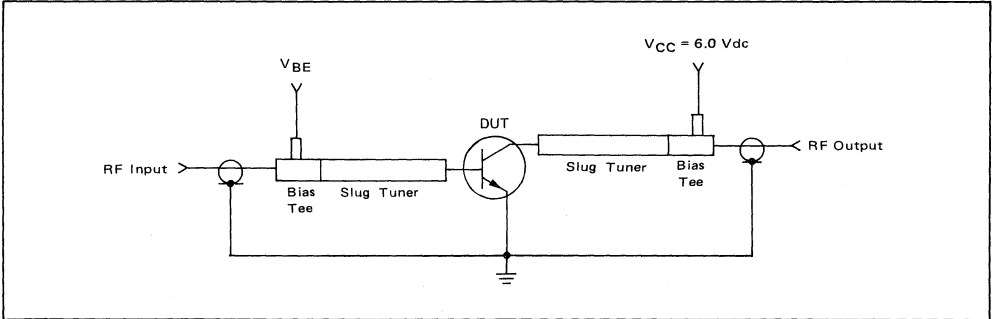 VCC = 6.0 Vdc
VBE
DUT
RF Input
RF Output
Bias
Tee
Slug Tuner
Slug Tuner
Bias
Tee